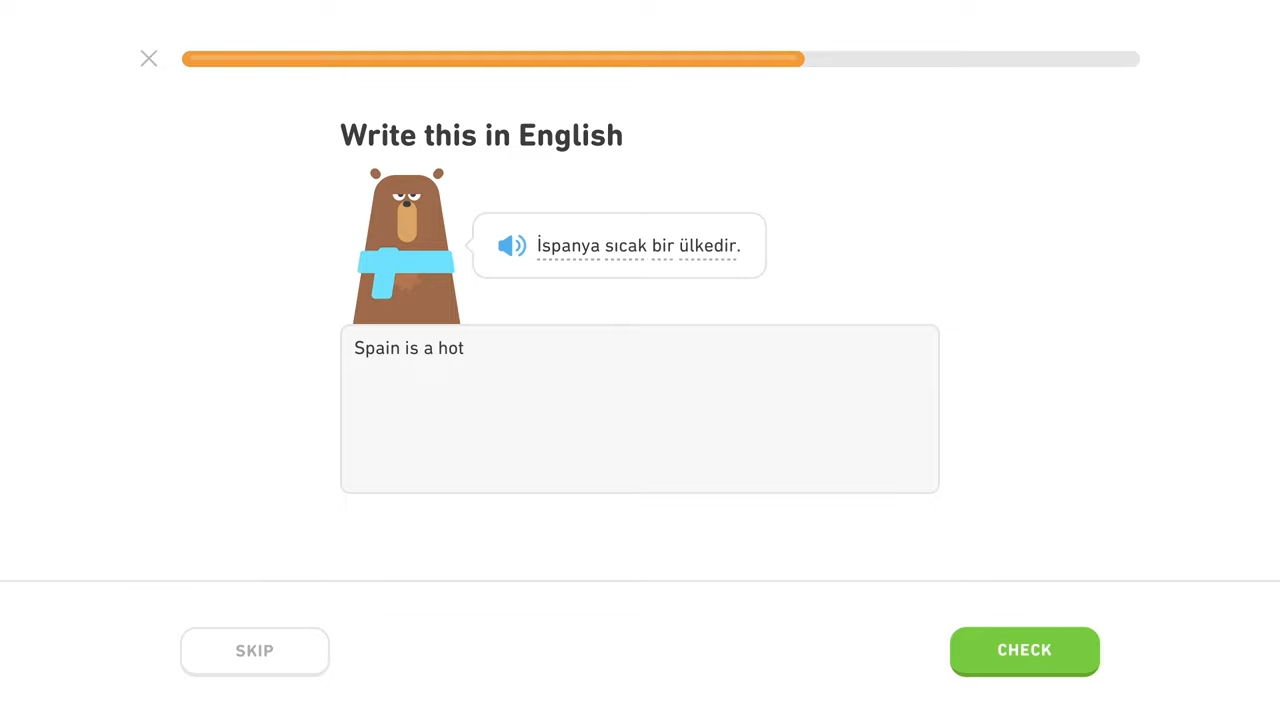 Write this in English
İspanya sıcak bir ülkedir.
Spain is a hot
SKIP
CHECK